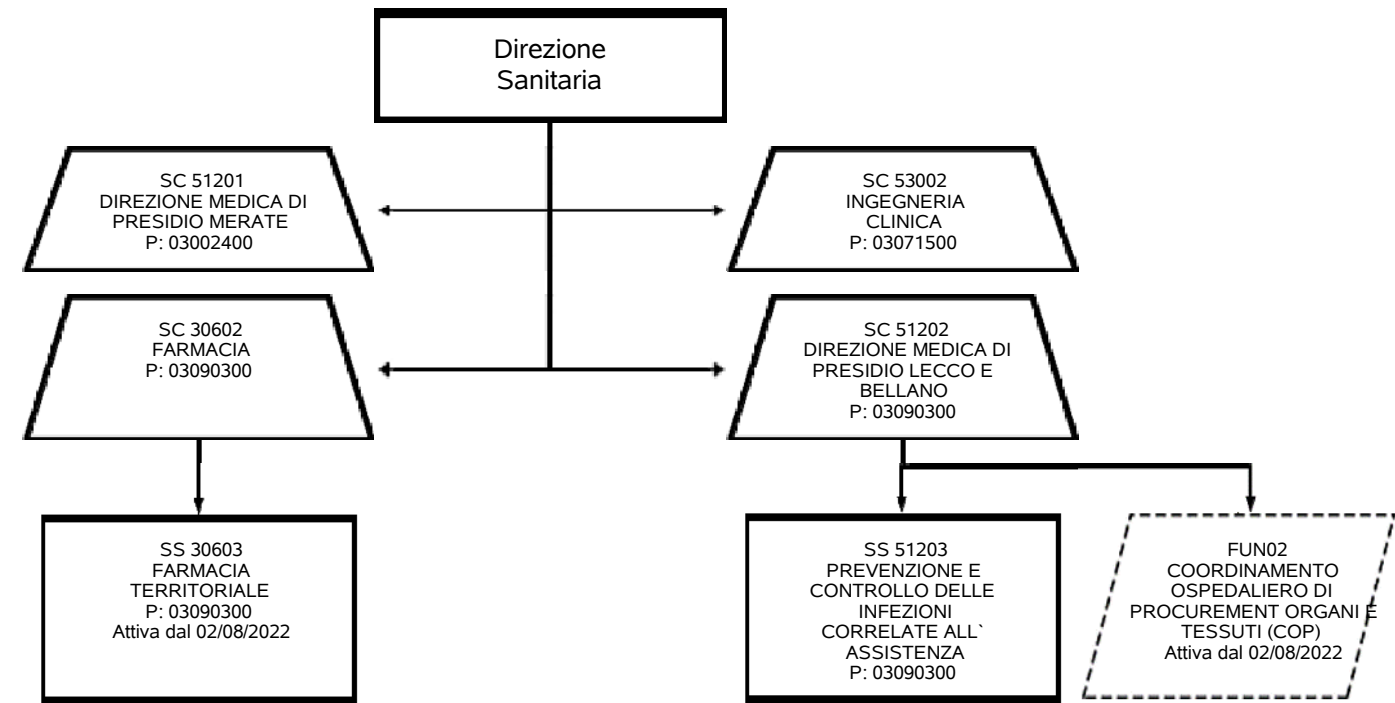 Direzione
Sanitaria
SC 51201
DIREZIONE MEDICA DI
PRESIDIO MERATE
P: 03002400
SC 53002
INGEGNERIA
CLINICA
P: 03071500
SC 30602
FARMACIA
P: 03090300
SC 51202
DIREZIONE MEDICA DI
PRESIDIO LECCO E
BELLANO
P: 03090300
SS 30603
FARMACIA
TERRITORIALE
P: 03090300
Attiva dal 02/08/2022
SS 51203
PREVENZIONE E
CONTROLLO DELLE
INFEZIONI
CORRELATE ALL`
ASSISTENZA
P: 03090300
FUN02
COORDINAMENTO
OSPEDALIERO DI
PROCUREMENT ORGANI E
TESSUTI (COP)
Attiva dal 02/08/2022